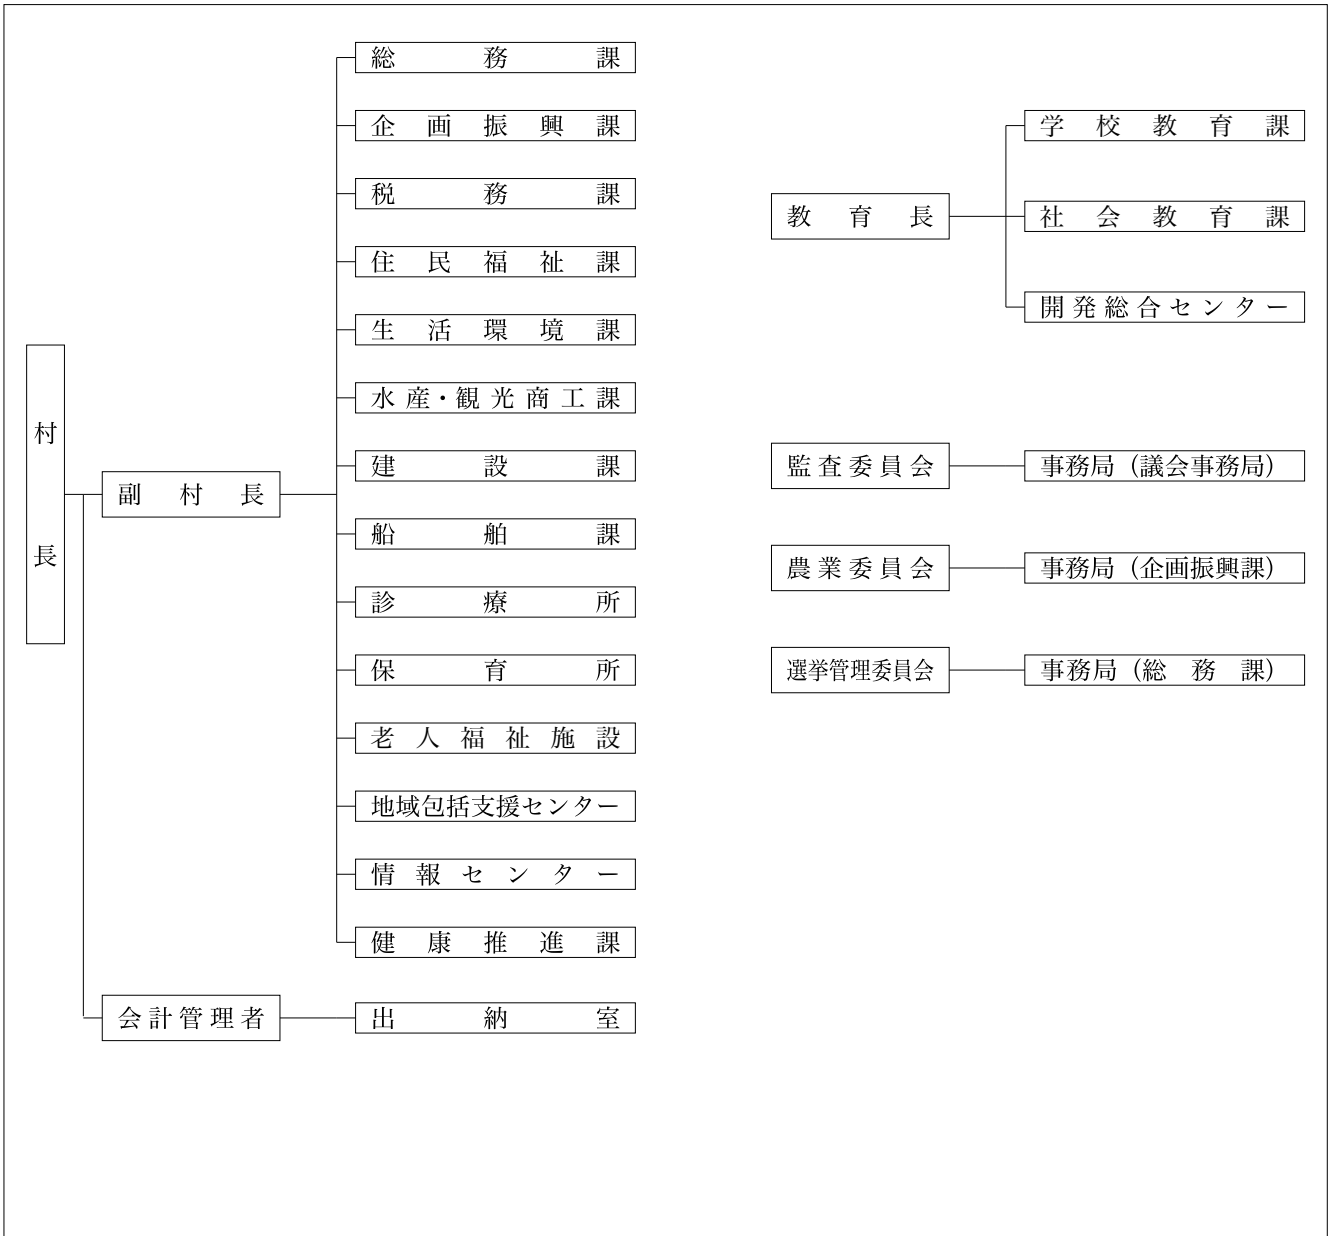 村長
副村長
総務課
企画振興課
税務課
住民福祉課
生活環境課
水産・観光商工課
建設課
船舶課
診療所
保育所
老人福祉施設
地域包括支援センター
情報センター
健康推進課
会計管理者
出納室
教育長
学校教育課
社会教育課
開発総合センター
監査委員会
事務局（議会事務局）
農業委員会
事務局（企画振興課）
選挙管理委員会
事務局（総務課）